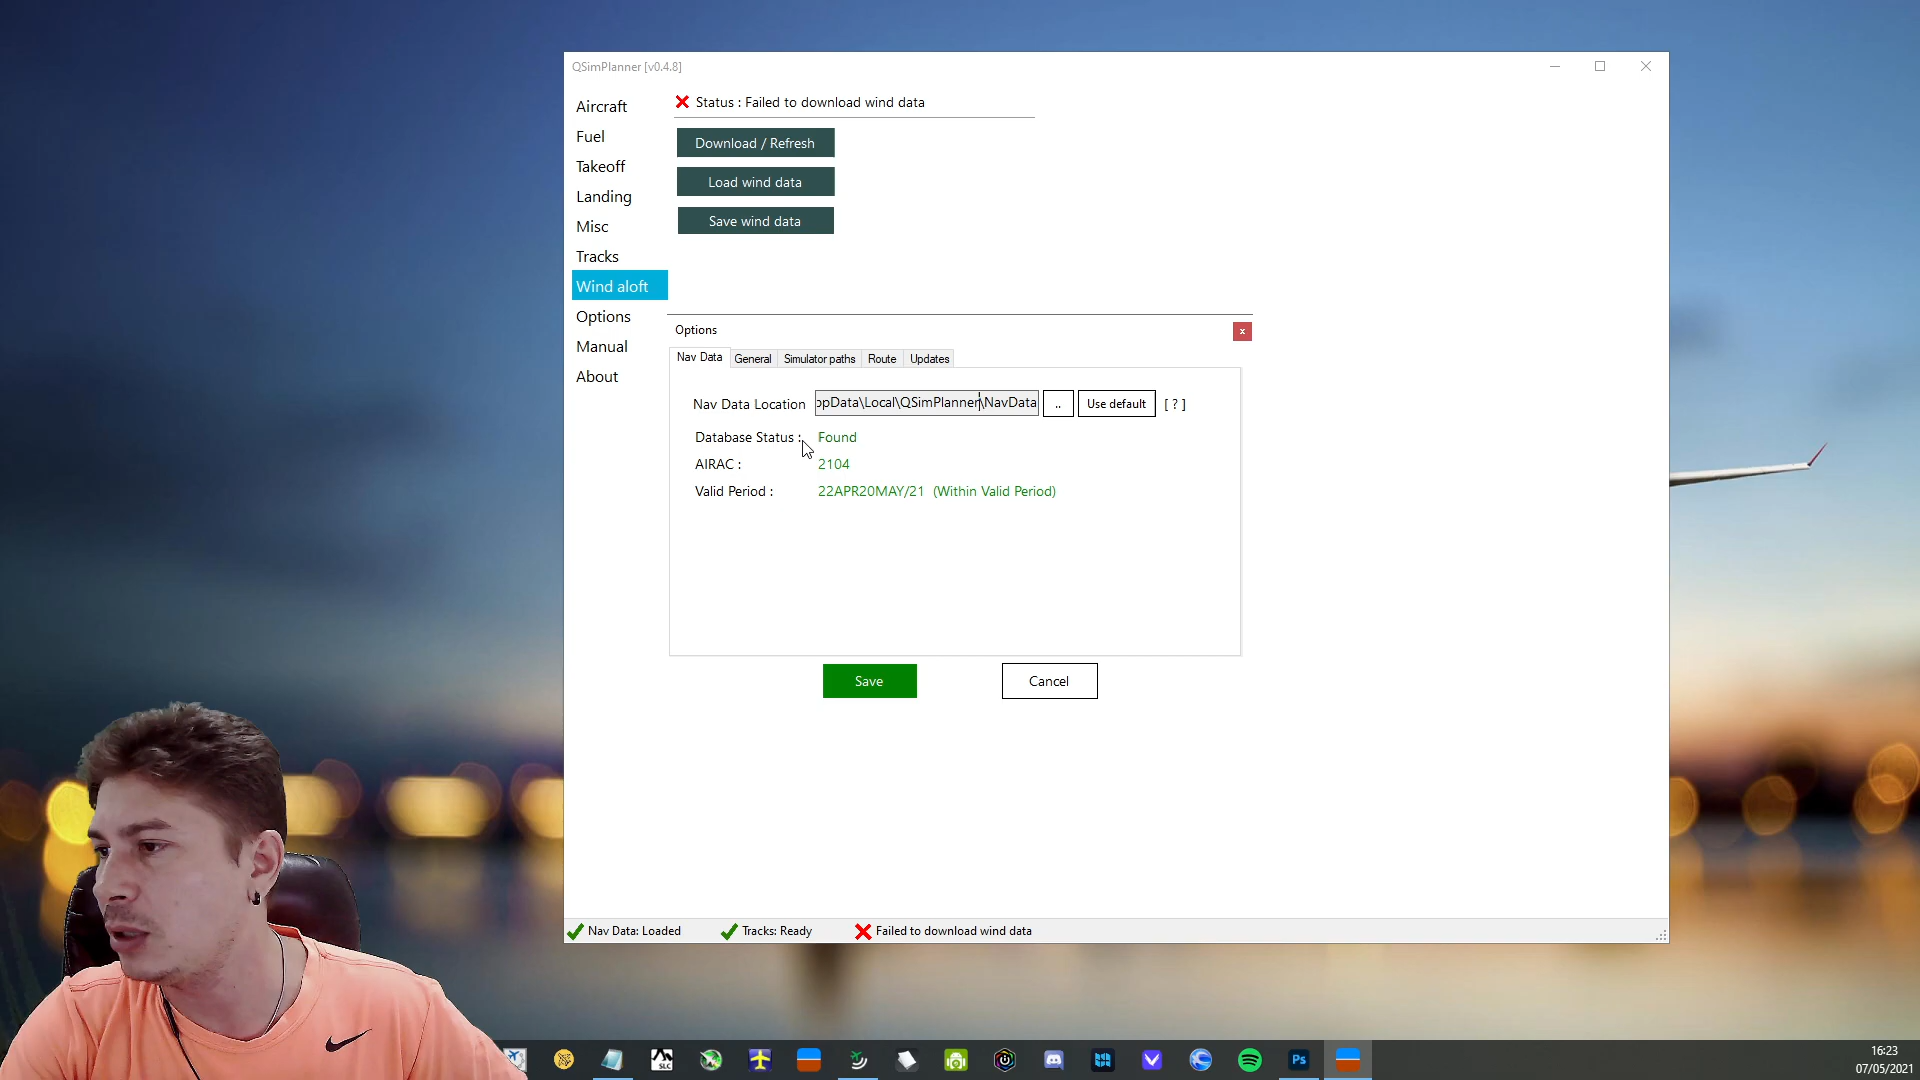 QSimPlanner [v0.4.8]
Aircraft
Fuel
Takeoff
Landing
Misc
Tracks
Wind aloft
Options
Manual
About
Status : Failed to download wind data
Download / Refresh
Load wind data
Save wind data
Options
x
Nav Data General Simulator paths Route Updates
Nav Data Location opData\Local\QSimPlanner\NavData .. Use default [ ? ]
Database Status : Found
AIRAC : 2104
Valid Period : 22APR20MAY/21 (Within Valid Period)
Save Cancel
Nav Data: Loaded Tracks: Ready Failed to download wind data
SLC
Ps
16:23
07/05/2021